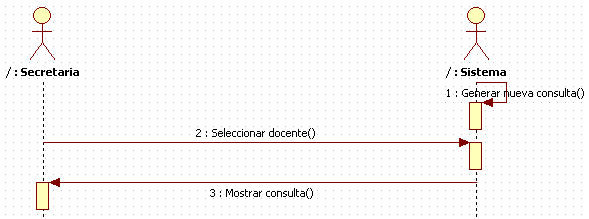 / : Secretaria
/ : Sistema
1 : Generar nueva consulta()
2 : Seleccionar docente()
3 : Mostrar consulta()